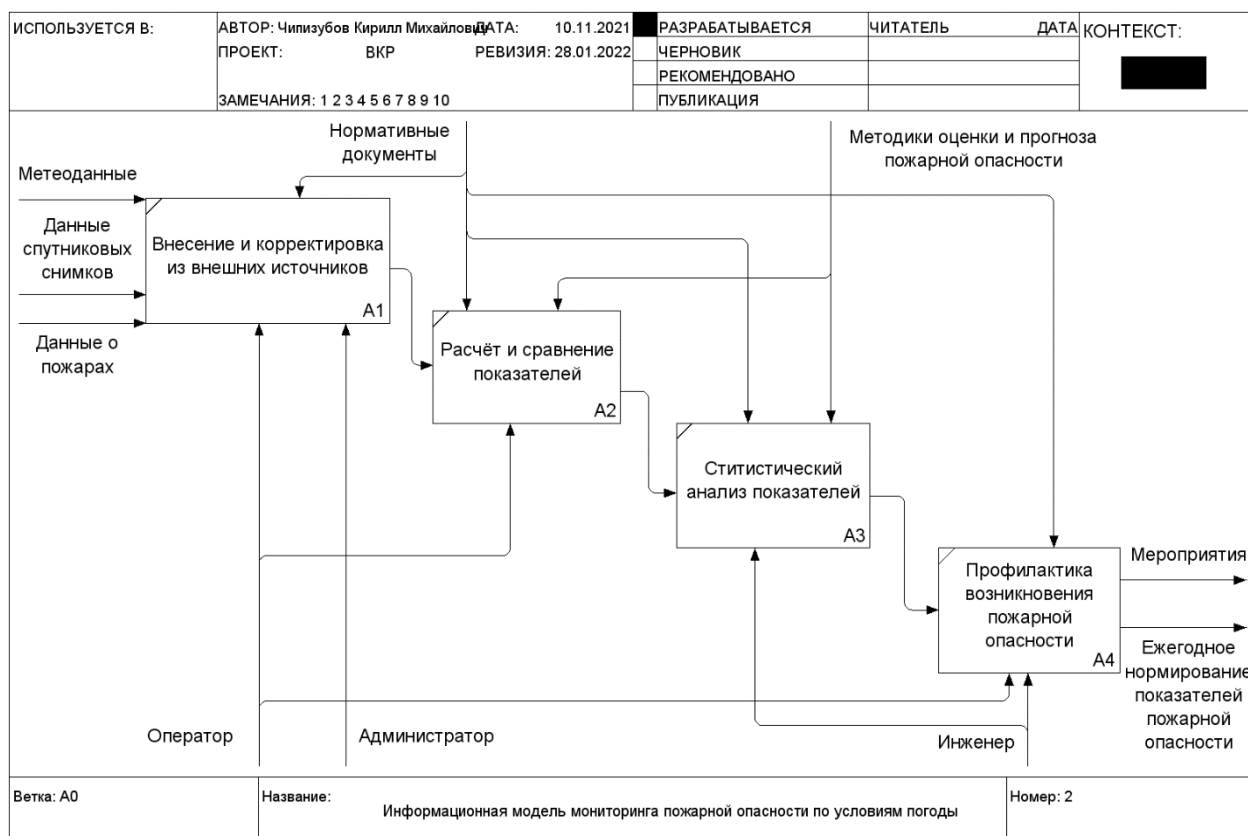 ИСПОЛЬЗУЕТСЯ В:
АВТОР: Чипизубов Кирилл Михайлович
ДАТА: 10.11.2021
ПРОЕКТ: ВКР
РЕВИЗИЯ: 28.01.2022
ЗАМЕЧАНИЯ: 1 2 3 4 5 6 7 8 9 10
РАЗРАБАТЫВАЕТСЯ
ЧЕРНОВИК
РЕКОМЕНДОВАНО
ПУБЛИКАЦИЯ
ЧИТАТЕЛЬ
ДАТА
КОНТЕКСТ:
Нормативные
документы
Методики оценки и прогноза
пожарной опасности
Метеоданные
Данные
спутниковых
снимков
Данные о
пожарах
Внесение и корректировка
из внешних источников
A1
Расчёт и сравнение
показателей
A2
Ститистический
анализ показателей
A3
Профилактика
возникновения
пожарной
опасности
A4
Мероприятия
Ежегодное
нормирование
показателей
пожарной
опасности
Оператор
Администратор
Инженер
Ветка: A0
Название:
Информационная модель мониторинга пожарной опасности по условиям погоды
Номер: 2